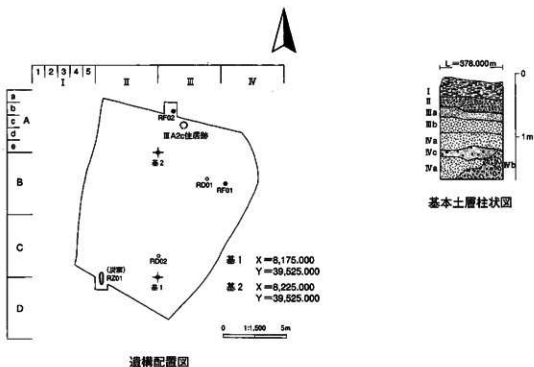 1 2 3 4 5
I II III IV
a
b
c
d
e
A
B
C
D
RF02
ⅢA2c住居跡
基2
RD01
RF01
RD02
(炭窯)
RZ01
基1
基1 X=8,175.000
Y=39,525.000
基2 X=8,225.000
Y=39,525.000
0 1:1,500 5m
遺構配置図
L=378.000m
0
I
II
IIIa
IIIb
IVa
IVc
IVa
IVb
1m
基本土層柱状図